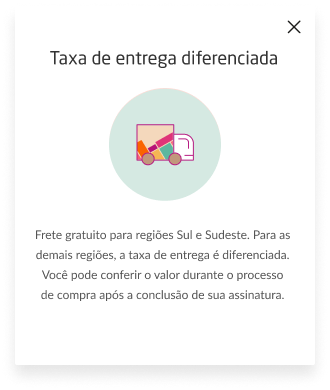 Taxa de entrega diferenciada
Frete gratuito para regiões Sul e Sudeste. Para as
demais regiões, a taxa de entrega é diferenciada.
Você pode conferir o valor durante o processo
de compra após a conclusão de sua assinatura.